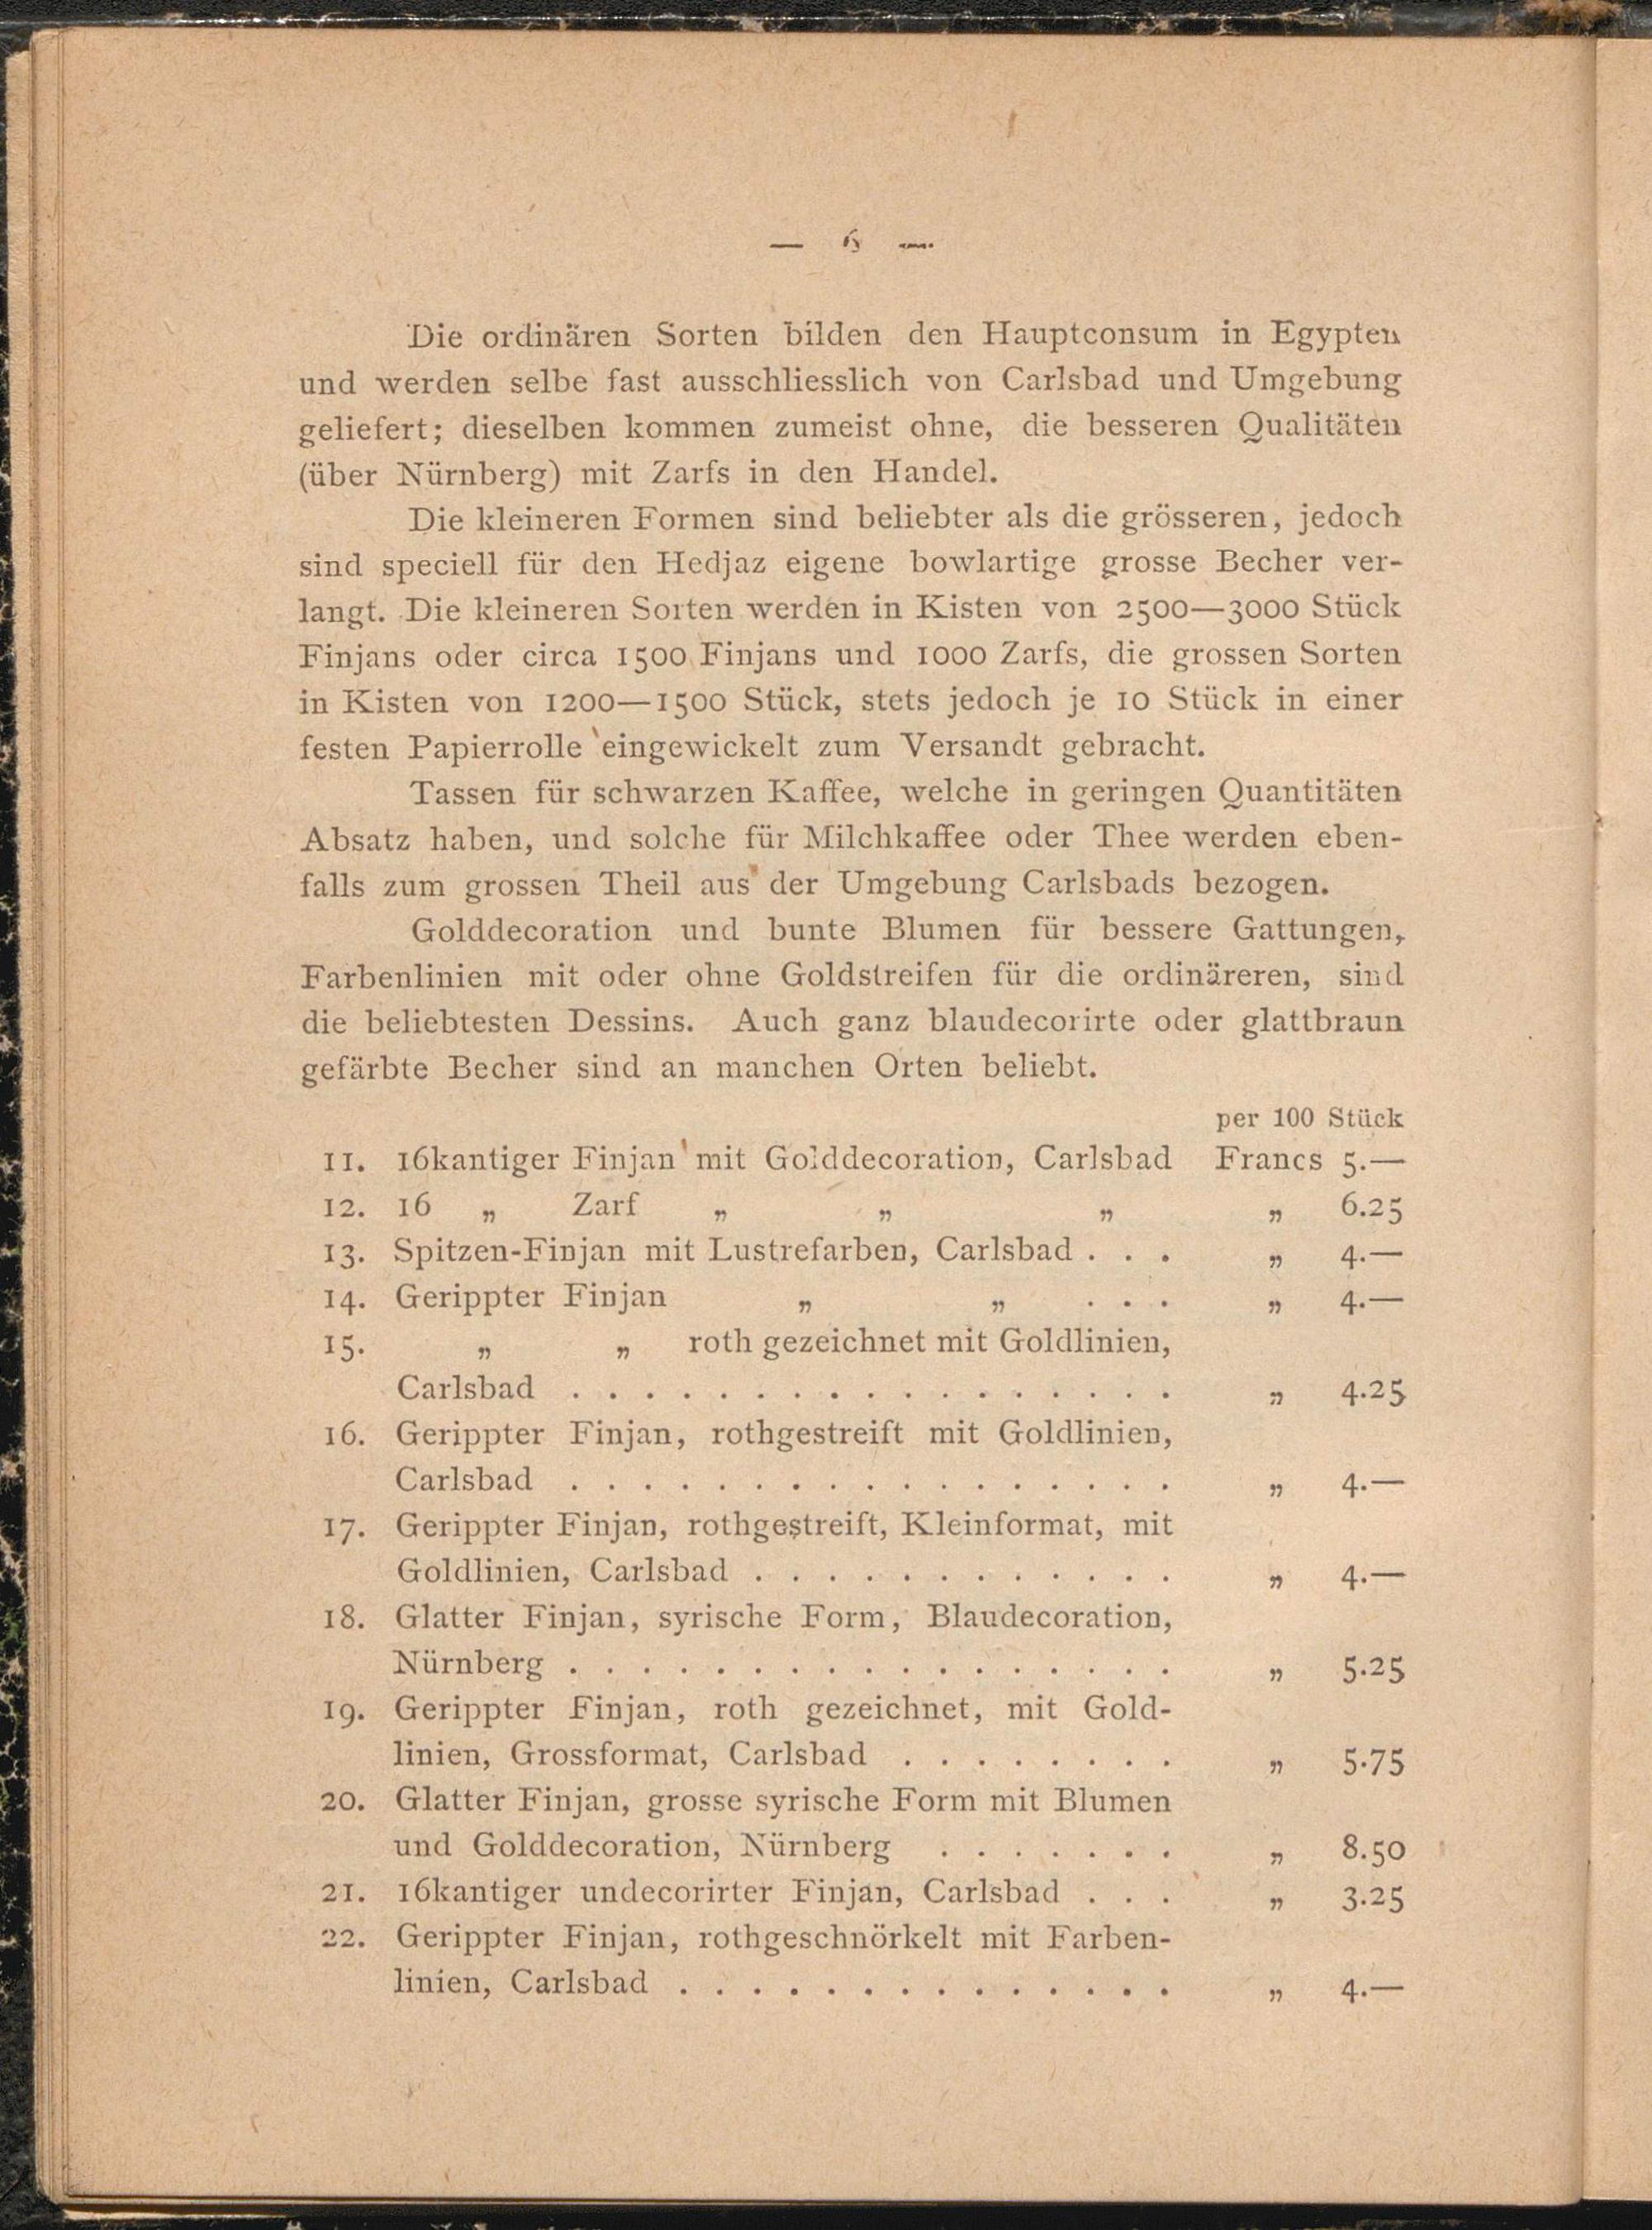 — 6 —
Die ordinären Sorten bilden den Hauptconsum in Egypten
und werden selbe fast ausschliesslich von Carlsbad und Umgebung
geliefert; dieselben kommen zumeist ohne, die besseren Qualitäten
(über Nürnberg) mit Zarfs in den Handel.
Die kleineren Formen sind beliebter als die grösseren, jedoch
sind speciell für den Hedjaz eigene bowlartige grosse Becher ver-
langt. Die kleineren Sorten werden in Kisten von 2500—3000 Stück
Finjans oder circa 1500 Finjans und 1000 Zarfs, die grossen Sorten
in Kisten von 1200—1500 Stück, stets jedoch je 10 Stück in einer
festen Papierrolle eingewickelt zum Versandt gebracht.
Tassen für schwarzen Kaffee, welche in geringen Quantitäten
Absatz haben, und solche für Milchkaffee oder Thee werden eben-
falls zum grossen Theil aus der Umgebung Carlsbads bezogen.
Golddecoration und bunte Blumen für bessere Gattungen,
Farbenlinien mit oder ohne Goldstreifen für die ordinäreren, sind
die beliebtesten Dessins. Auch ganz blaudecorirte oder glattbraun
gefärbte Becher sind an manchen Orten beliebt.
per 100 Stück
11. 16kantiger Finjan mit Golddecoration, Carlsbad Francs 5.—
12. 16 „ Zarf „ „ „ „ 6.25
13. Spitzen-Finjan mit Lustrefarben, Carlsbad . . . „ 4.—
14. Gerippter Finjan „ „ . . . „ 4.—
15. „ „ roth gezeichnet mit Goldlinien,
Carlsbad . . . . . . . . . . . . . . . . . „ 4.25
16. Gerippter Finjan, rothgestreift mit Goldlinien,
Carlsbad . . . . . . . . . . . . . . . . . „ 4.—
17. Gerippter Finjan, rothgestreift, Kleinformat, mit
Goldlinien, Carlsbad . . . . . . . . . . . . „ 4.—
18. Glatter Finjan, syrische Form, Blaudecoration,
Nürnberg . . . . . . . . . . . . . . . . . „ 5.25
19. Gerippter Finjan, roth gezeichnet, mit Gold-
linien, Grossformat, Carlsbad . . . . . . . . „ 5.75
20. Glatter Finjan, grosse syrische Form mit Blumen
und Golddecoration, Nürnberg . . . . . . . „ 8.50
21. 16kantiger undecorirter Finjan, Carlsbad . . . „ 3.25
22. Gerippter Finjan, rothgeschnörkelt mit Farben-
linien, Carlsbad . . . . . . . . . . . . . . „ 4.—